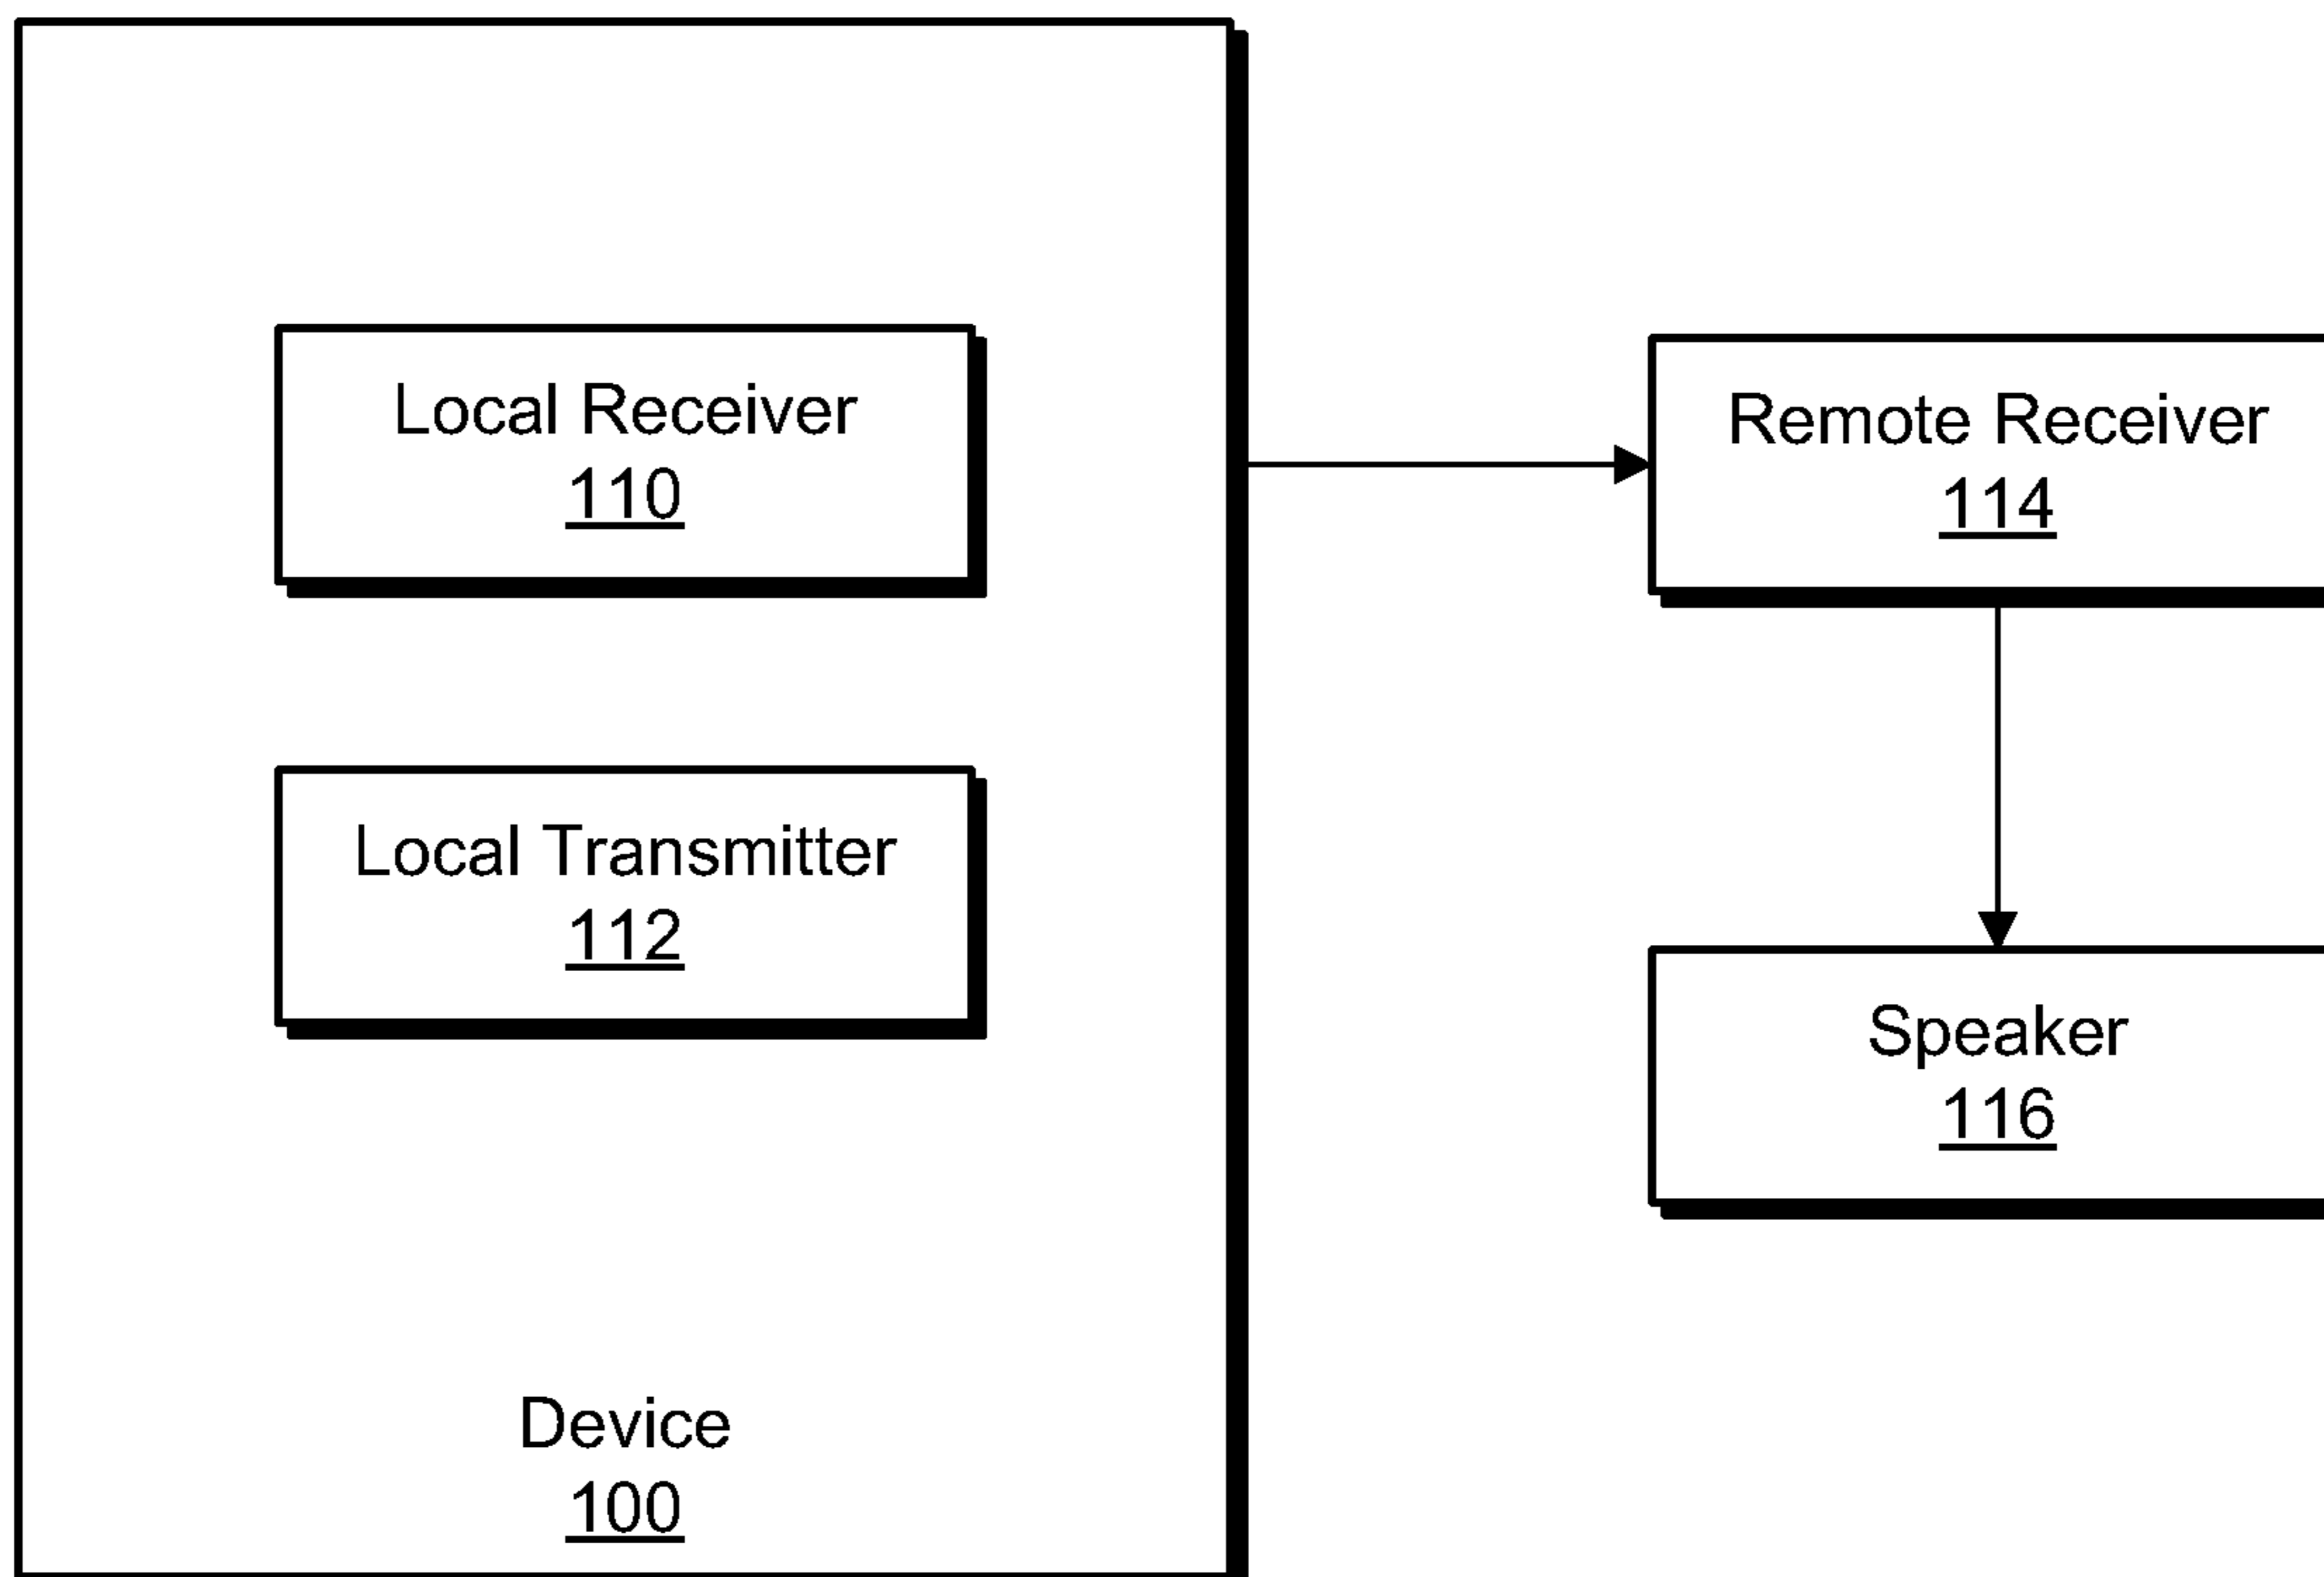 Local Receiver
110
Local Transmitter
112
Device
100
Remote Receiver
114
Speaker
116